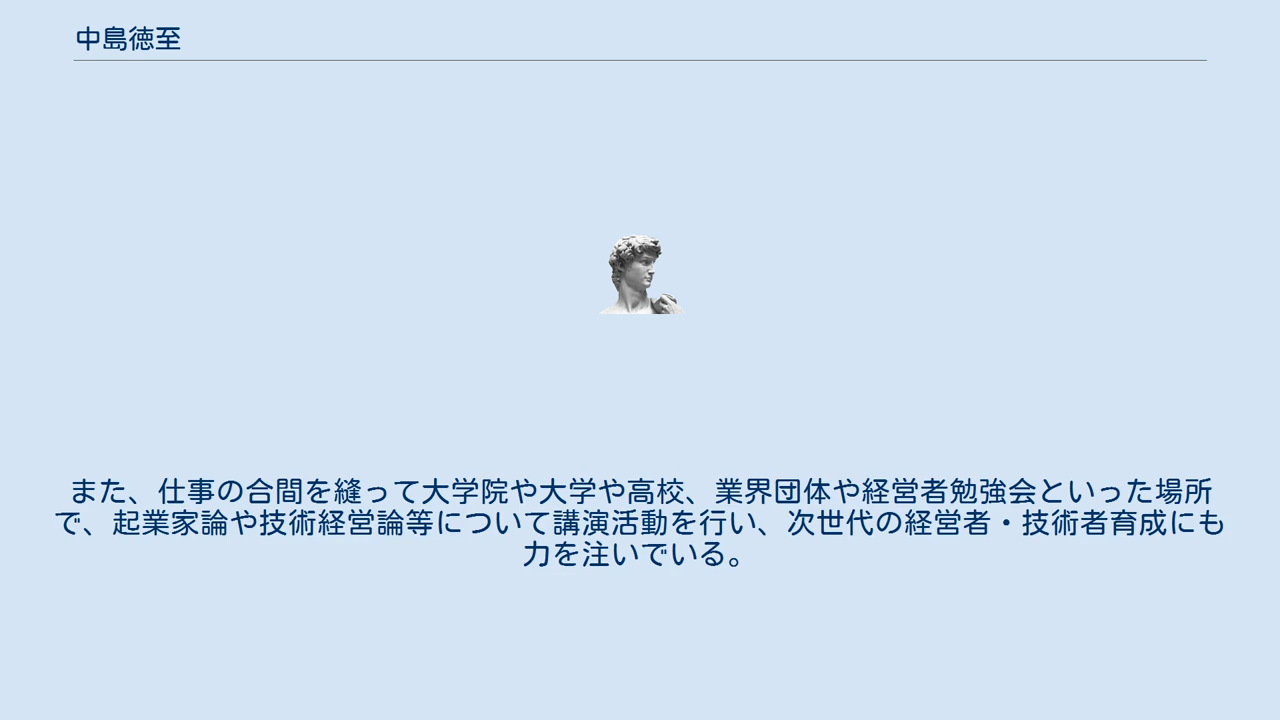 中島徳至
また、仕事の合間を縫って大学院や大学や高校、業界団体や経営者勉強会といった場所
で、起業家論や技術経営論等について講演活動を行い、次世代の経営者・技術者育成にも
力を注いでいる。